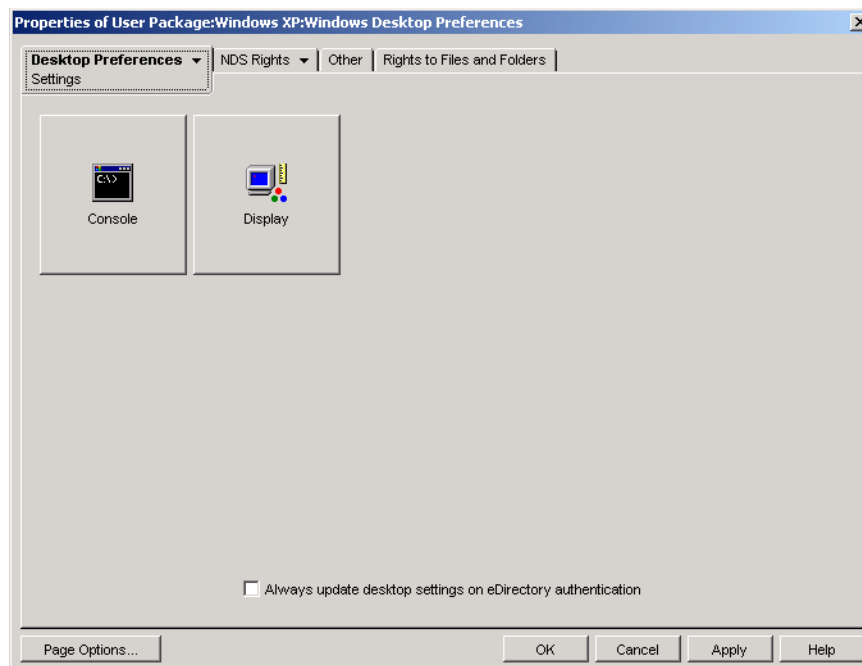 Properties of User Package:Windows XP:Windows Desktop Preferences
Desktop Preferences NDS Rights Other Rights to Files and Folders
Settings
C:\>
Console Display
Always update desktop settings on eDirectory authentication
Page Options... OK Cancel Apply Help